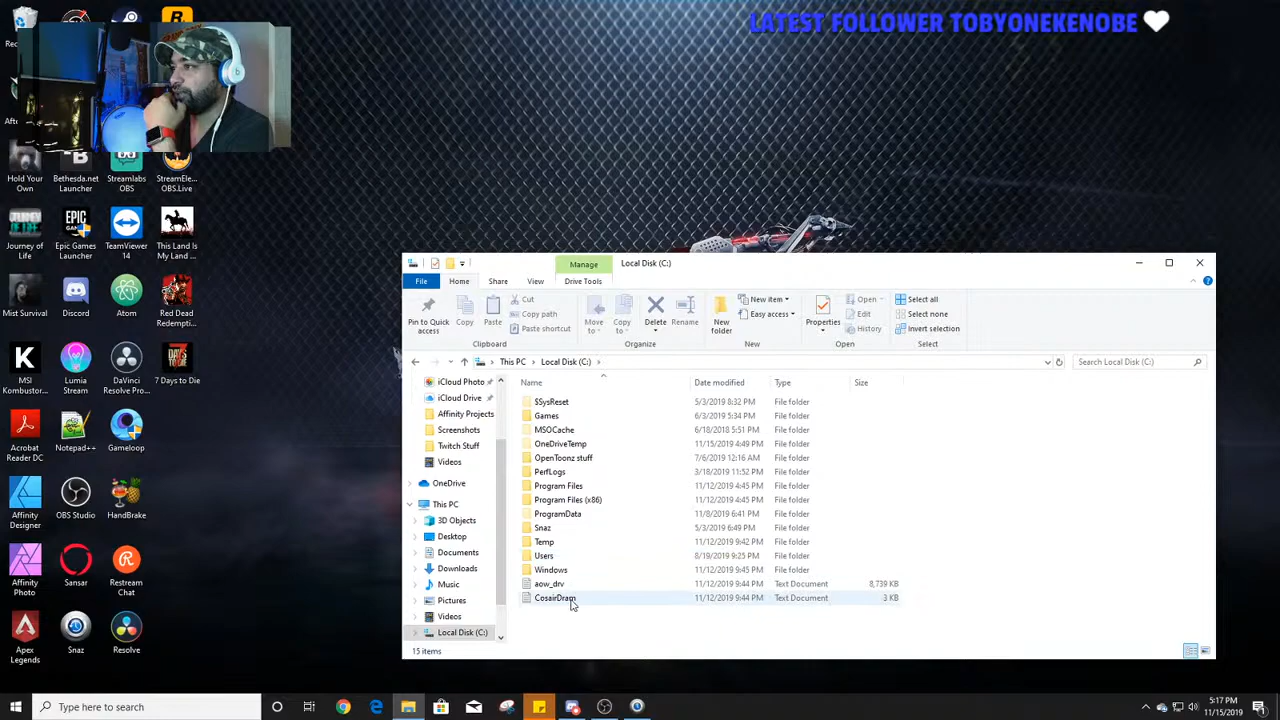 LATEST FOLLOWER TOBYONEKENOBE
Hold Your Own
Bethesda.net Launcher
Streamlabs OBS
StreamEle... OBS.Live
Journey of Life
Epic Games Launcher
TeamViewer 14
This Land Is My Land ...
Mist Survival
Discord
Atom
Red Dead Redempti...
MSI Kombustor...
Lumia Stream
DaVinci Resolve Pro...
7 Days to Die
Acrobat Reader DC
Notepad++
Gameloop
Affinity Designer
OBS Studio
HandBrake
Affinity Photo
Sansar
Restream Chat
Apex Legends
Snaz
Resolve
Manage
Local Disk (C:)
File
Home
Share
View
Drive Tools
Pin to Quick access
Copy
Paste
Cut
Copy path
Paste shortcut
Clipboard
Move to
Copy to
Delete
Rename
Organize
New folder
New item
Easy access
New
Properties
Open
Edit
History
Open
Select all
Select none
Invert selection
Select
This PC > Local Disk (C:) >
Search Local Disk (C:)
iCloud Photo
iCloud Drive
Affinity Projects
Screenshots
Twitch Stuff
Videos
OneDrive
This PC
3D Objects
Desktop
Documents
Downloads
Music
Pictures
Videos
Local Disk (C:)
Name Date modified Type Size
$SysReset 5/3/2019 8:32 PM File folder
Games 6/3/2019 5:34 PM File folder
MSOCache 6/18/2018 5:51 PM File folder
OneDriveTemp 11/15/2019 4:49 PM File folder
OpenToonz stuff 7/6/2019 12:16 AM File folder
PerfLogs 3/18/2019 11:52 PM File folder
Program Files 11/12/2019 4:45 PM File folder
Program Files (x86) 11/12/2019 4:45 PM File folder
ProgramData 11/8/2019 6:41 PM File folder
Snaz 5/3/2019 6:49 PM File folder
Temp 11/12/2019 9:42 PM File folder
Users 8/19/2019 9:25 PM File folder
Windows 11/12/2019 9:45 PM File folder
aow_drv 11/12/2019 9:44 PM Text Document 8,739 KB
CosairDram 11/12/2019 9:44 PM Text Document 3 KB
15 items
Type here to search
5:17 PM
11/15/2019